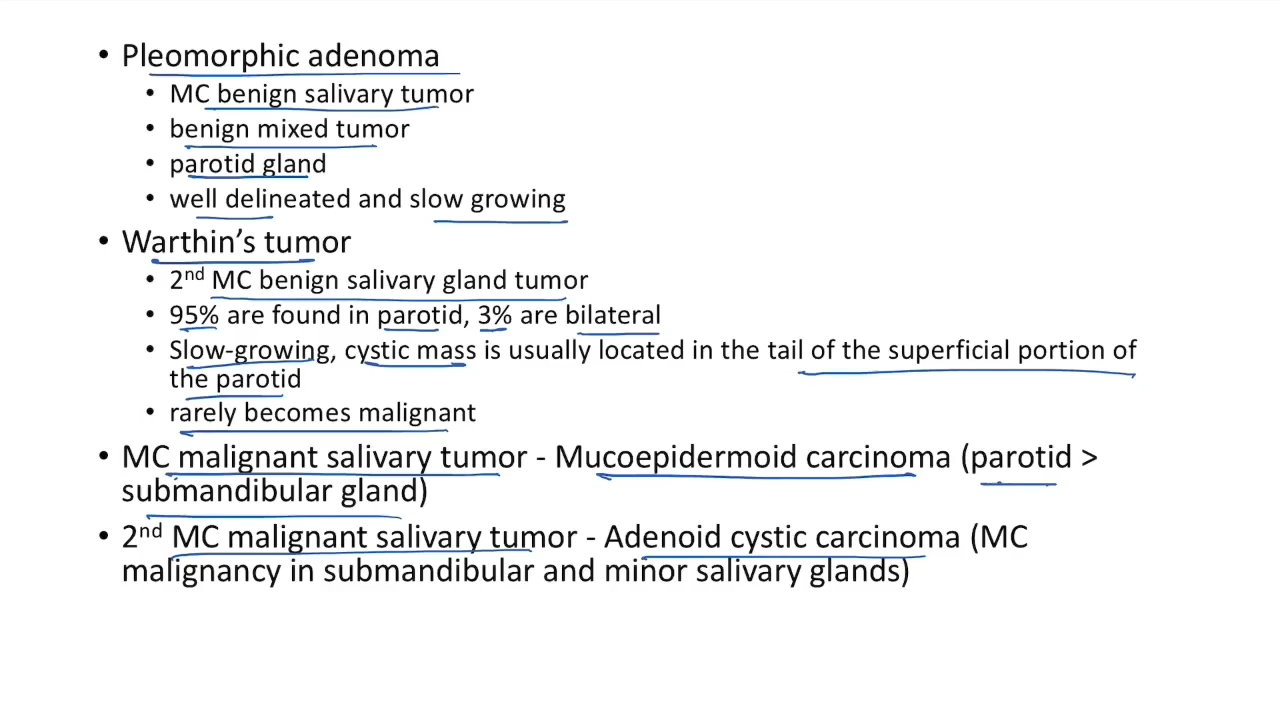 • Pleomorphic adenoma
• MC benign salivary tumor
• benign mixed tumor
• parotid gland
• well delineated and slow growing
• Warthin’s tumor
• 2nd MC benign salivary gland tumor
• 95% are found in parotid, 3% are bilateral
• Slow-growing, cystic mass is usually located in the tail of the superficial portion of
the parotid
• rarely becomes malignant
• MC malignant salivary tumor - Mucoepidermoid carcinoma (parotid >
submandibular gland)
• 2nd MC malignant salivary tumor - Adenoid cystic carcinoma (MC
malignancy in submandibular and minor salivary glands)